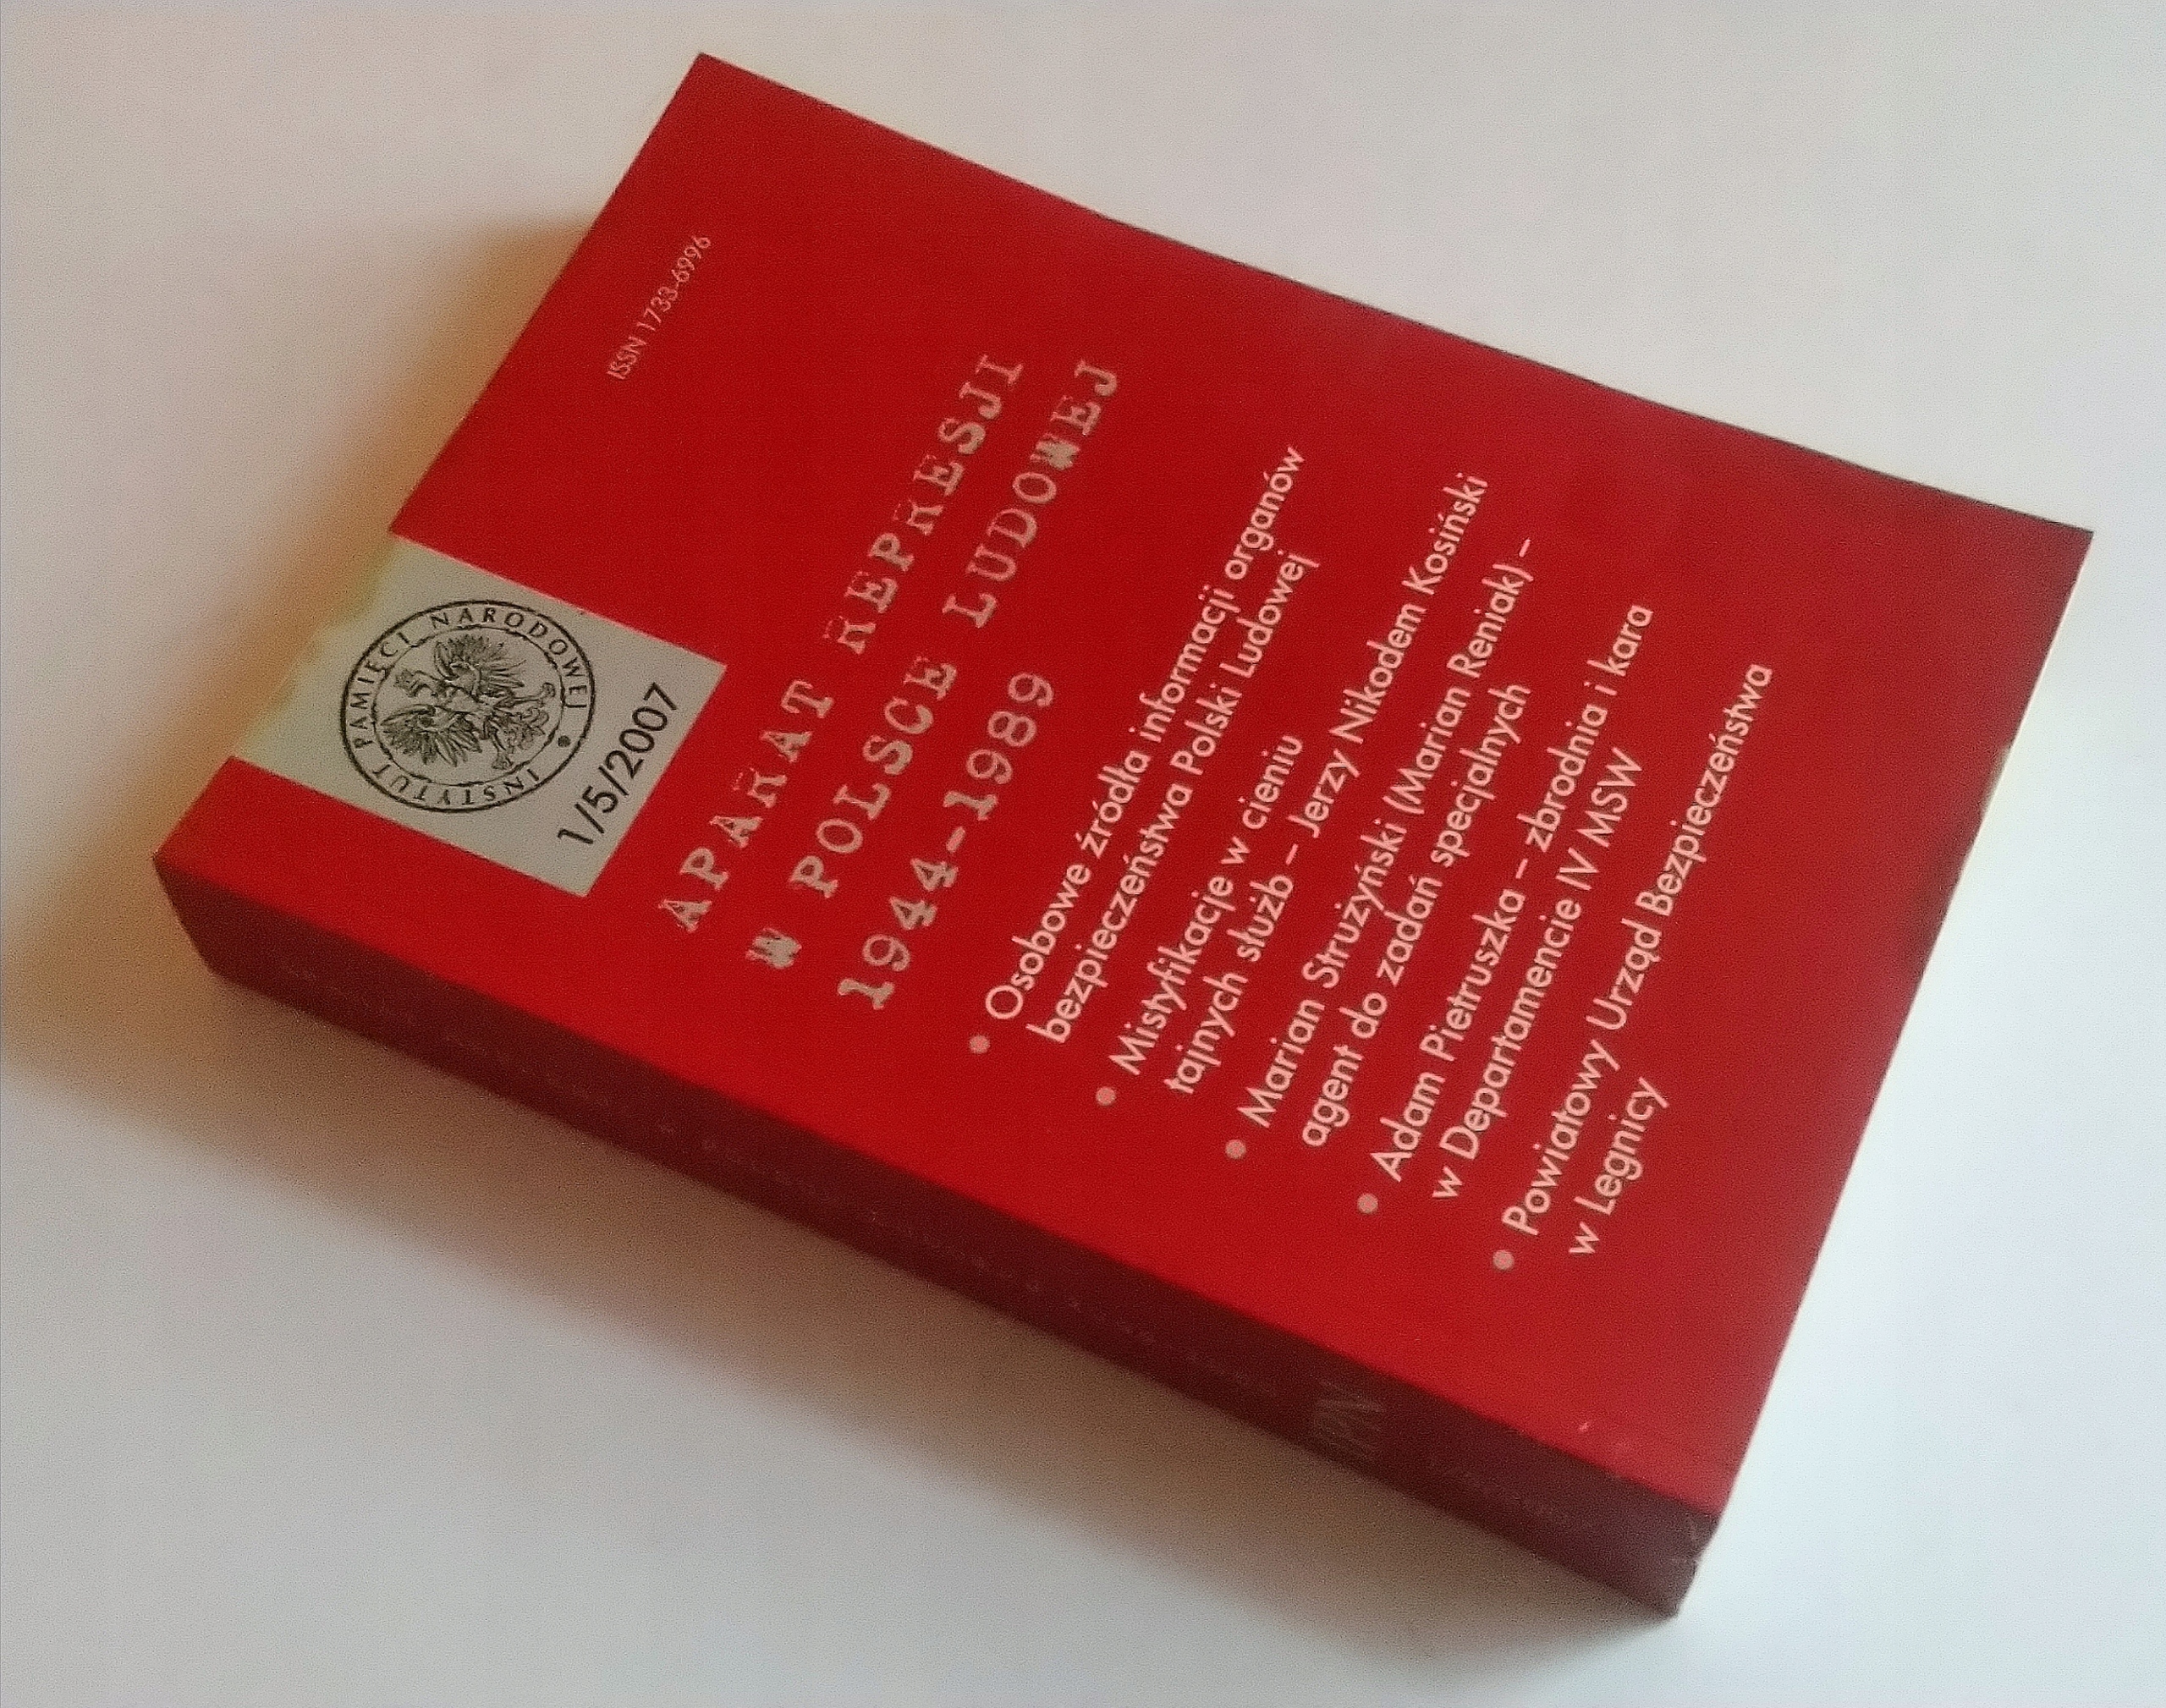 ISSN 1733-6996
INSTYTUT PAMIĘCI NARODOWEJ
1/5/2007
APARAT REPRESJI
W POLSCE LUDOWEJ
1944-1989
• Osobowe źródła informacji organów
bezpieczeństwa Polski Ludowej
• Mistyfikacje w cieniu
tajnych służb – Jerzy Nikodem Kosiński
• Marian Strużyński (Marian Reniak) –
agent do zadań specjalnych
• Adam Pietruszka – zbrodnia i kara
w Departamencie IV MSW
• Powiatowy Urząd Bezpieczeństwa
w Legnicy
IPN